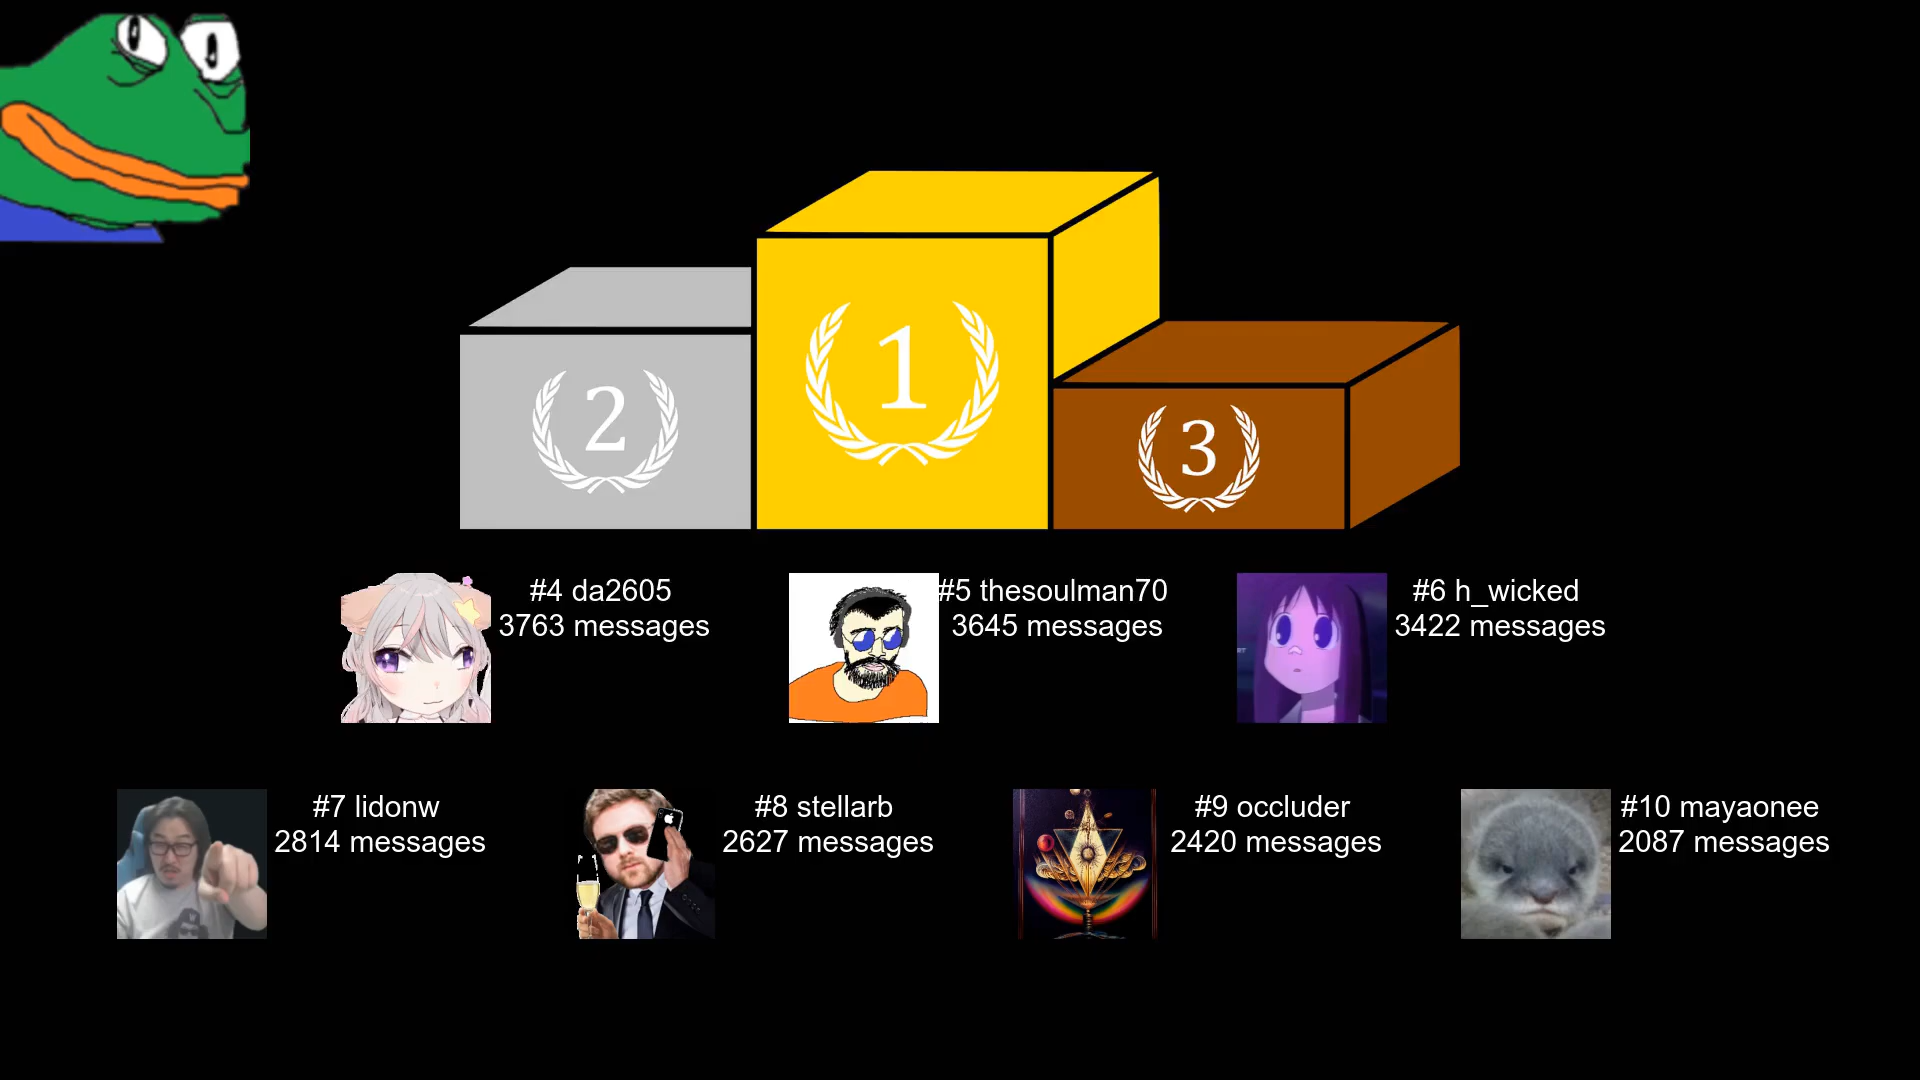 1
2
3
#4 da2605
3763 messages
#5 thesoulman70
3645 messages
#6 h_wicked
3422 messages
#7 lidonw
2814 messages
#8 stellarb
2627 messages
#9 occluder
2420 messages
#10 mayaonee
2087 messages